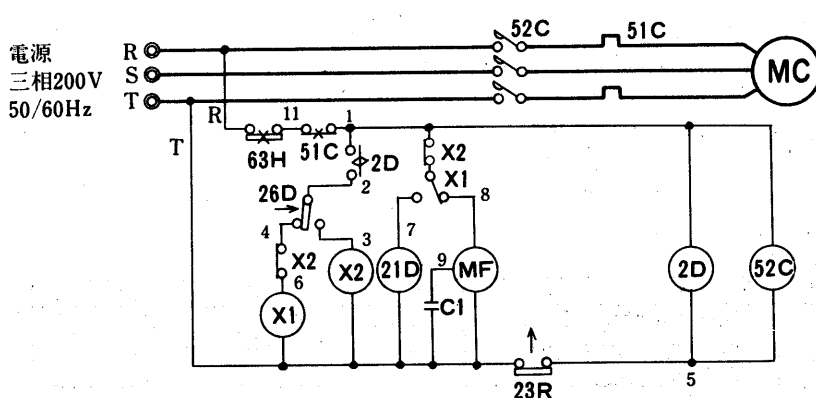 電源
三相200V
50/60Hz
R
S
T
52C
51C
MC
R
T
11
1
63H
51C
2D
2
X2
X1
26D
4
3
7
8
9
X2
6
X2
21D
MF
2D
52C
X1
C1
23R
5